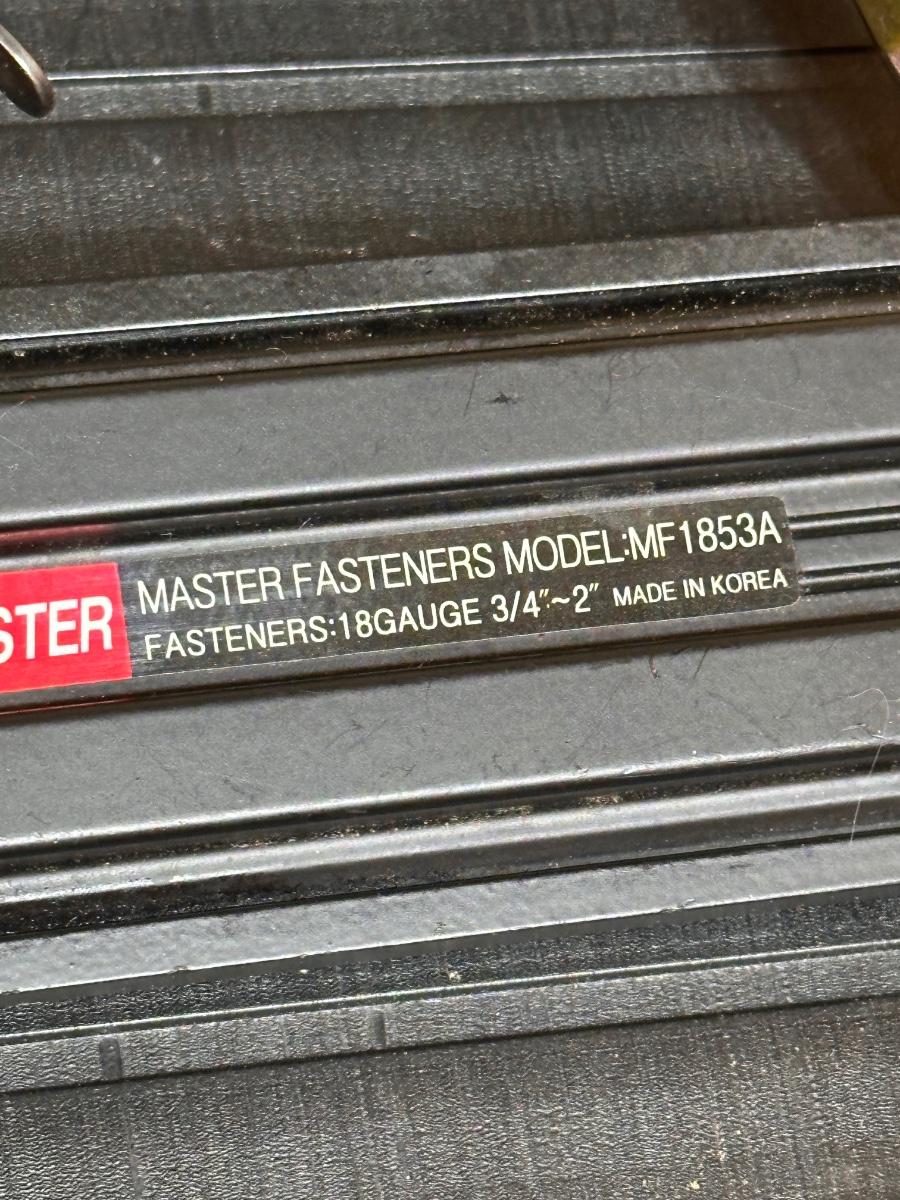 STER
MASTER FASTENERS MODEL:MF1853A
FASTENERS:18GAUGE 3/4"~2" MADE IN KOREA